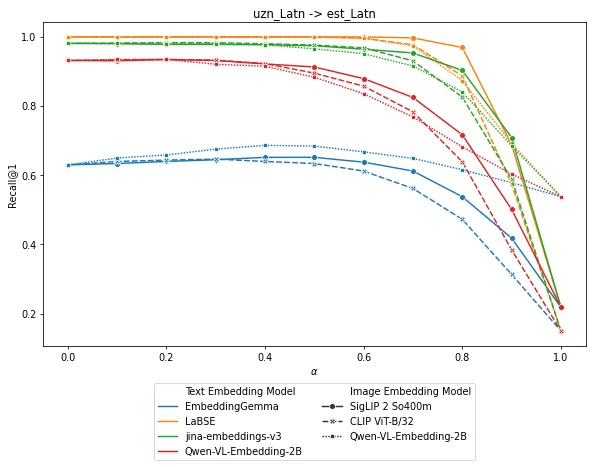 uzn_Latn -> est_Latn
Recall@1
1.0
0.8
0.6
0.4
0.2
0.0 0.2 0.4 0.6 0.8 1.0
α
Text Embedding Model Image Embedding Model
EmbeddingGemma SigLIP 2 So400m
LaBSE CLIP ViT-B/32
jina-embeddings-v3 Qwen-VL-Embedding-2B
Qwen-VL-Embedding-2B